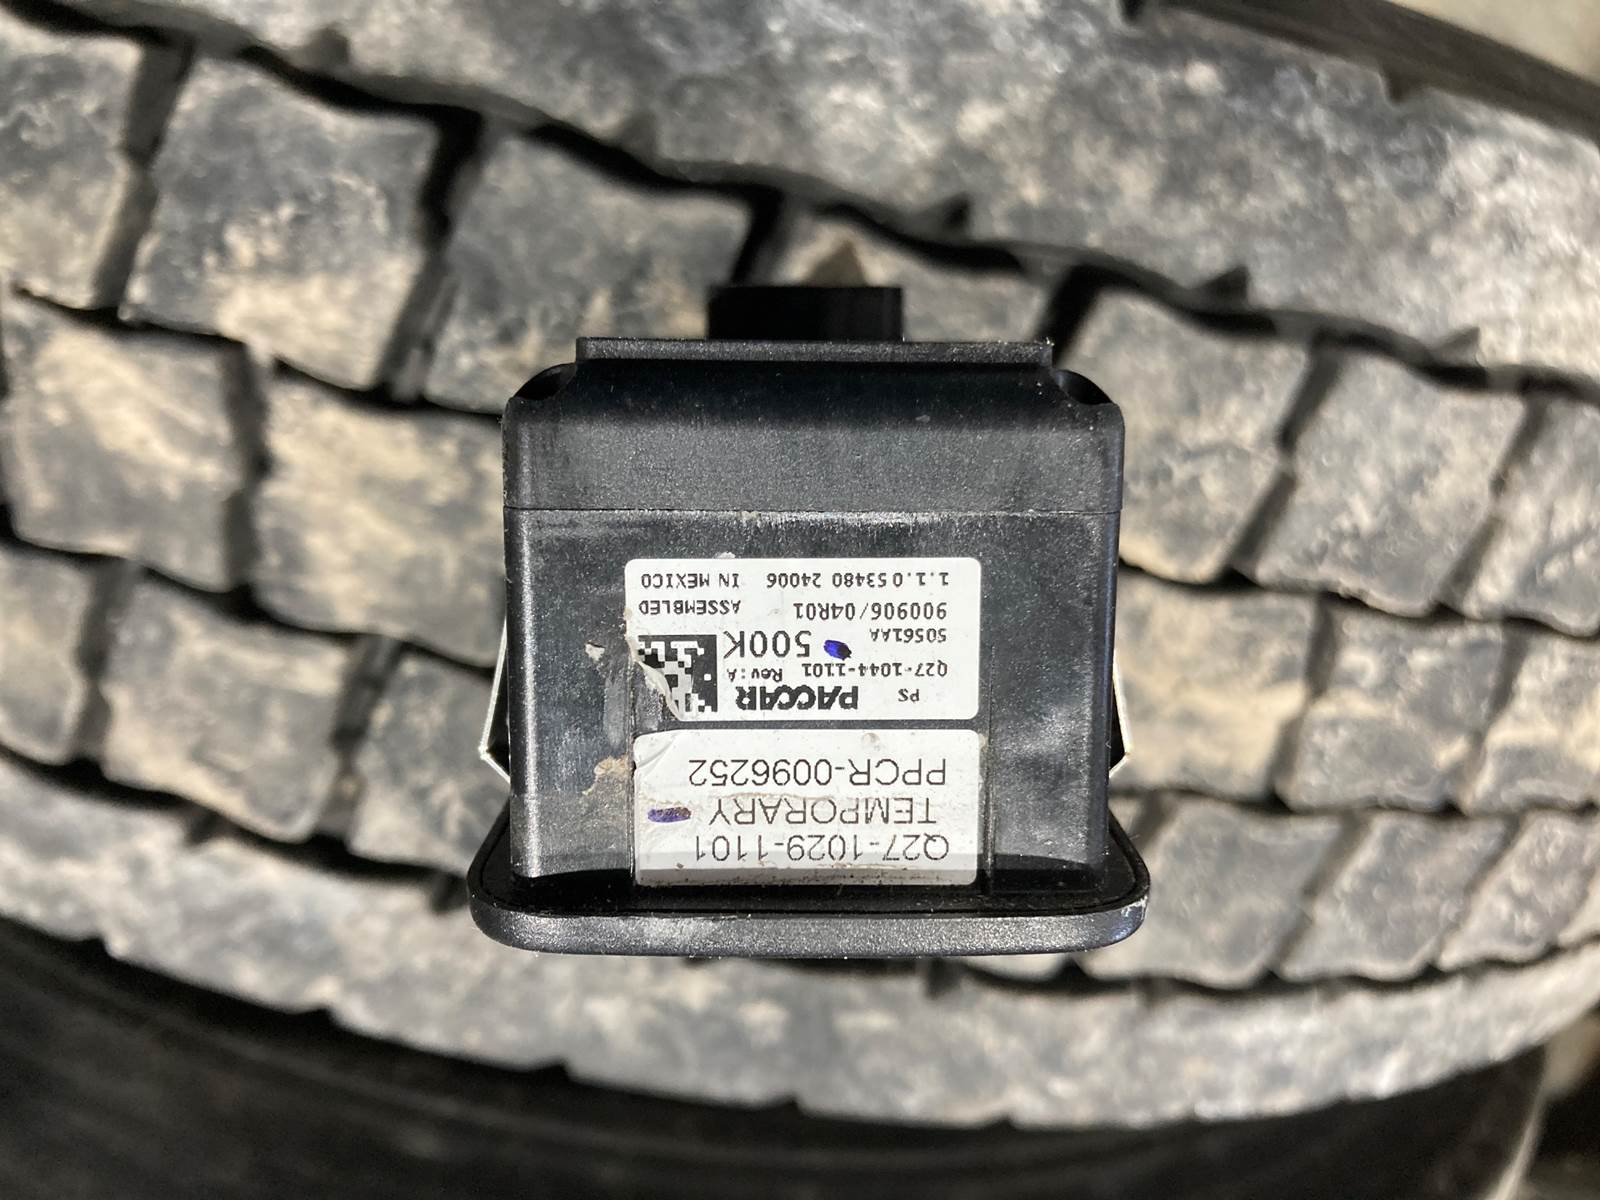 Q27-1029-1101
TEMPORARY
PPCR-0096252
PS PACCAR
Q27-1044-1101 Rev:A
50561AA 500K
900906/04R01 ASSEMBLED
1.1.0 53480 24006 IN MEXICO